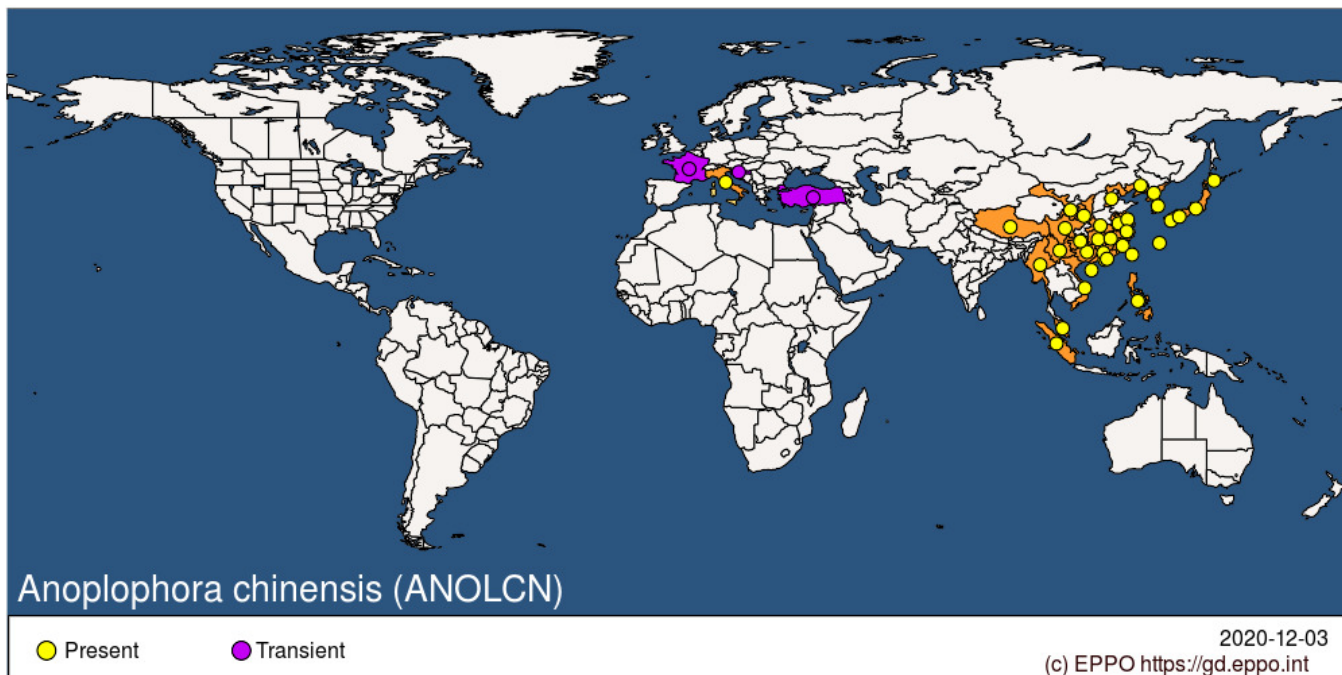 Anoplophora chinensis (ANOLCN)
Present
Transient
2020-12-03
(c) EPPO https://gd.eppo.int